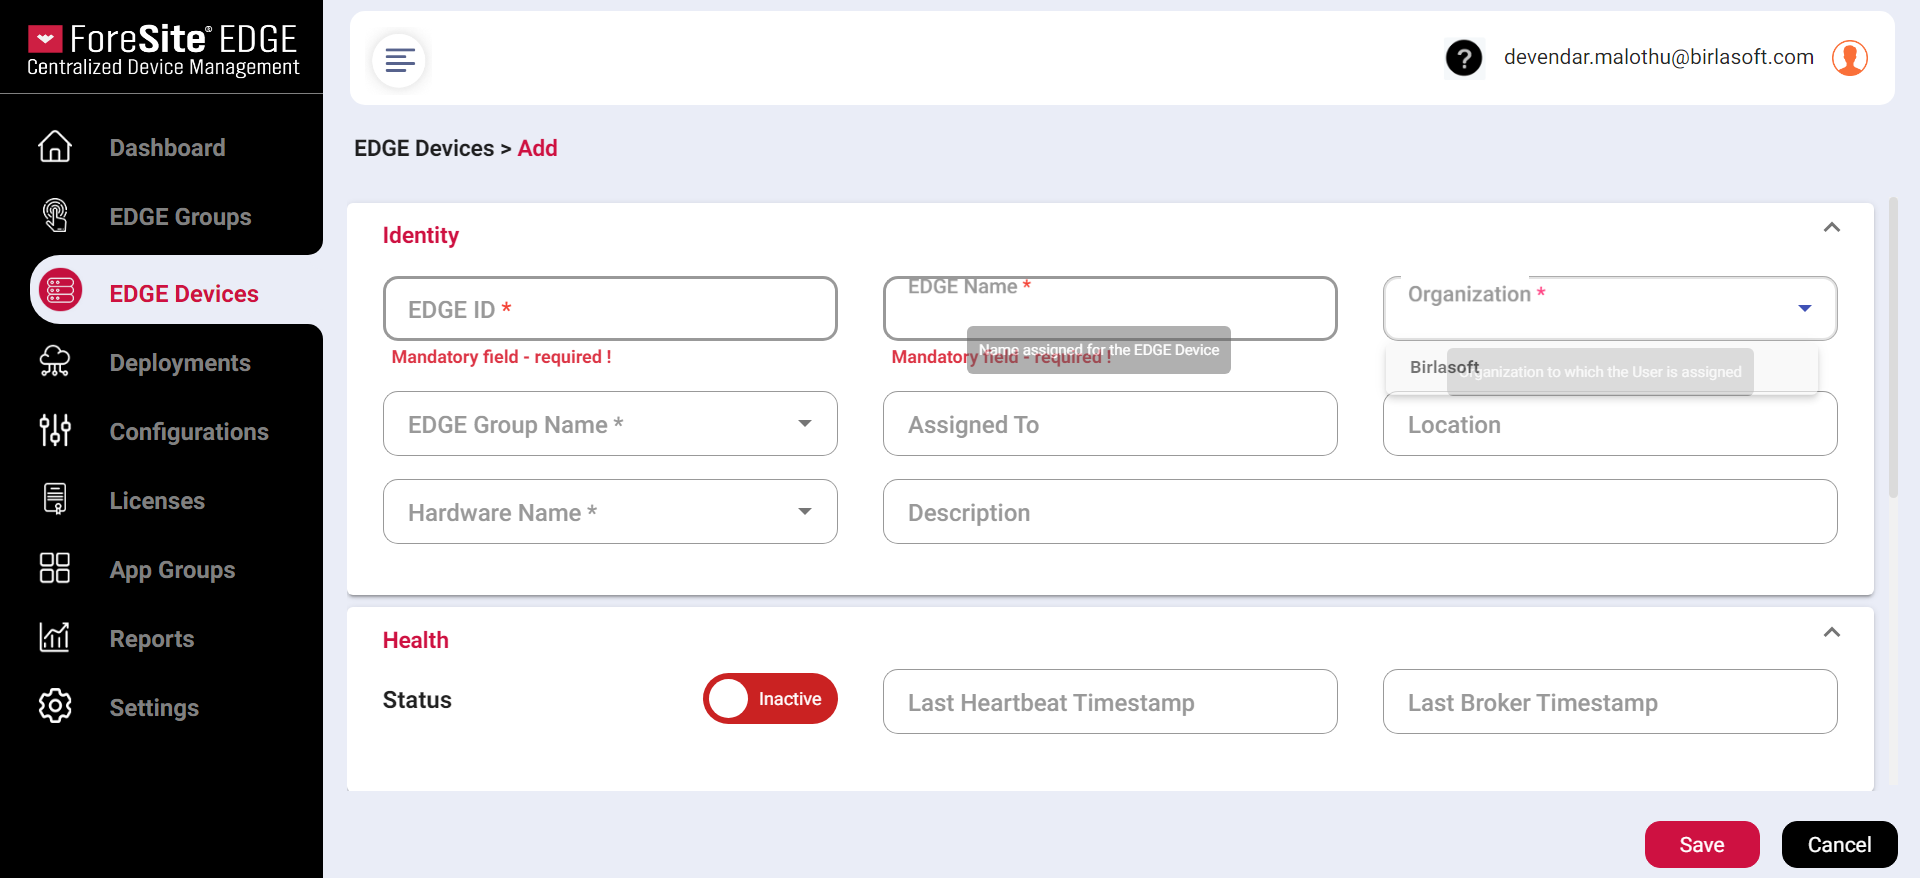 ForeSite® EDGE
Centralized Device Management
?
devendar.malothu@birlasoft.com
Dashboard
EDGE Groups
EDGE Devices
Deployments
Configurations
Licenses
App Groups
Reports
Settings
EDGE Devices > Add
Identity
EDGE ID *
EDGE Name *
Organization *
Mandatory field - required !
Mandatory field - required !
Name assigned for the EDGE Device
Birlasoft
Organization to which the User is assigned
EDGE Group Name *
Assigned To
Location
Hardware Name *
Description
Health
Status
Inactive
Last Heartbeat Timestamp
Last Broker Timestamp
Save
Cancel